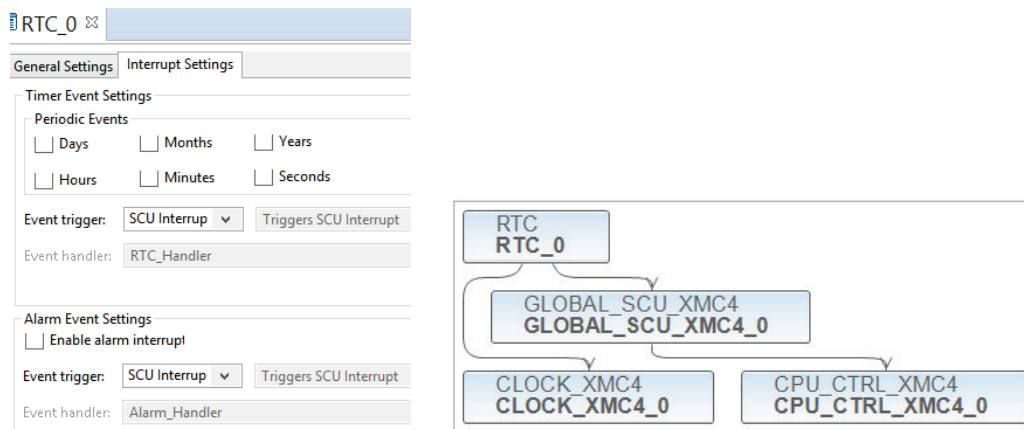 RTC_0
General Settings Interrupt Settings
Timer Event Settings
Periodic Events
Days Months Years
Hours Minutes Seconds
Event trigger: SCU Interrup Triggers SCU Interrupt
Event handler: RTC_Handler
Alarm Event Settings
Enable alarm interrupt
Event trigger: SCU Interrup Triggers SCU Interrupt
Event handler: Alarm_Handler
RTC
RTC_0
GLOBAL_SCU_XMC4
GLOBAL_SCU_XMC4_0
CLOCK_XMC4
CLOCK_XMC4_0
CPU_CTRL_XMC4
CPU_CTRL_XMC4_0